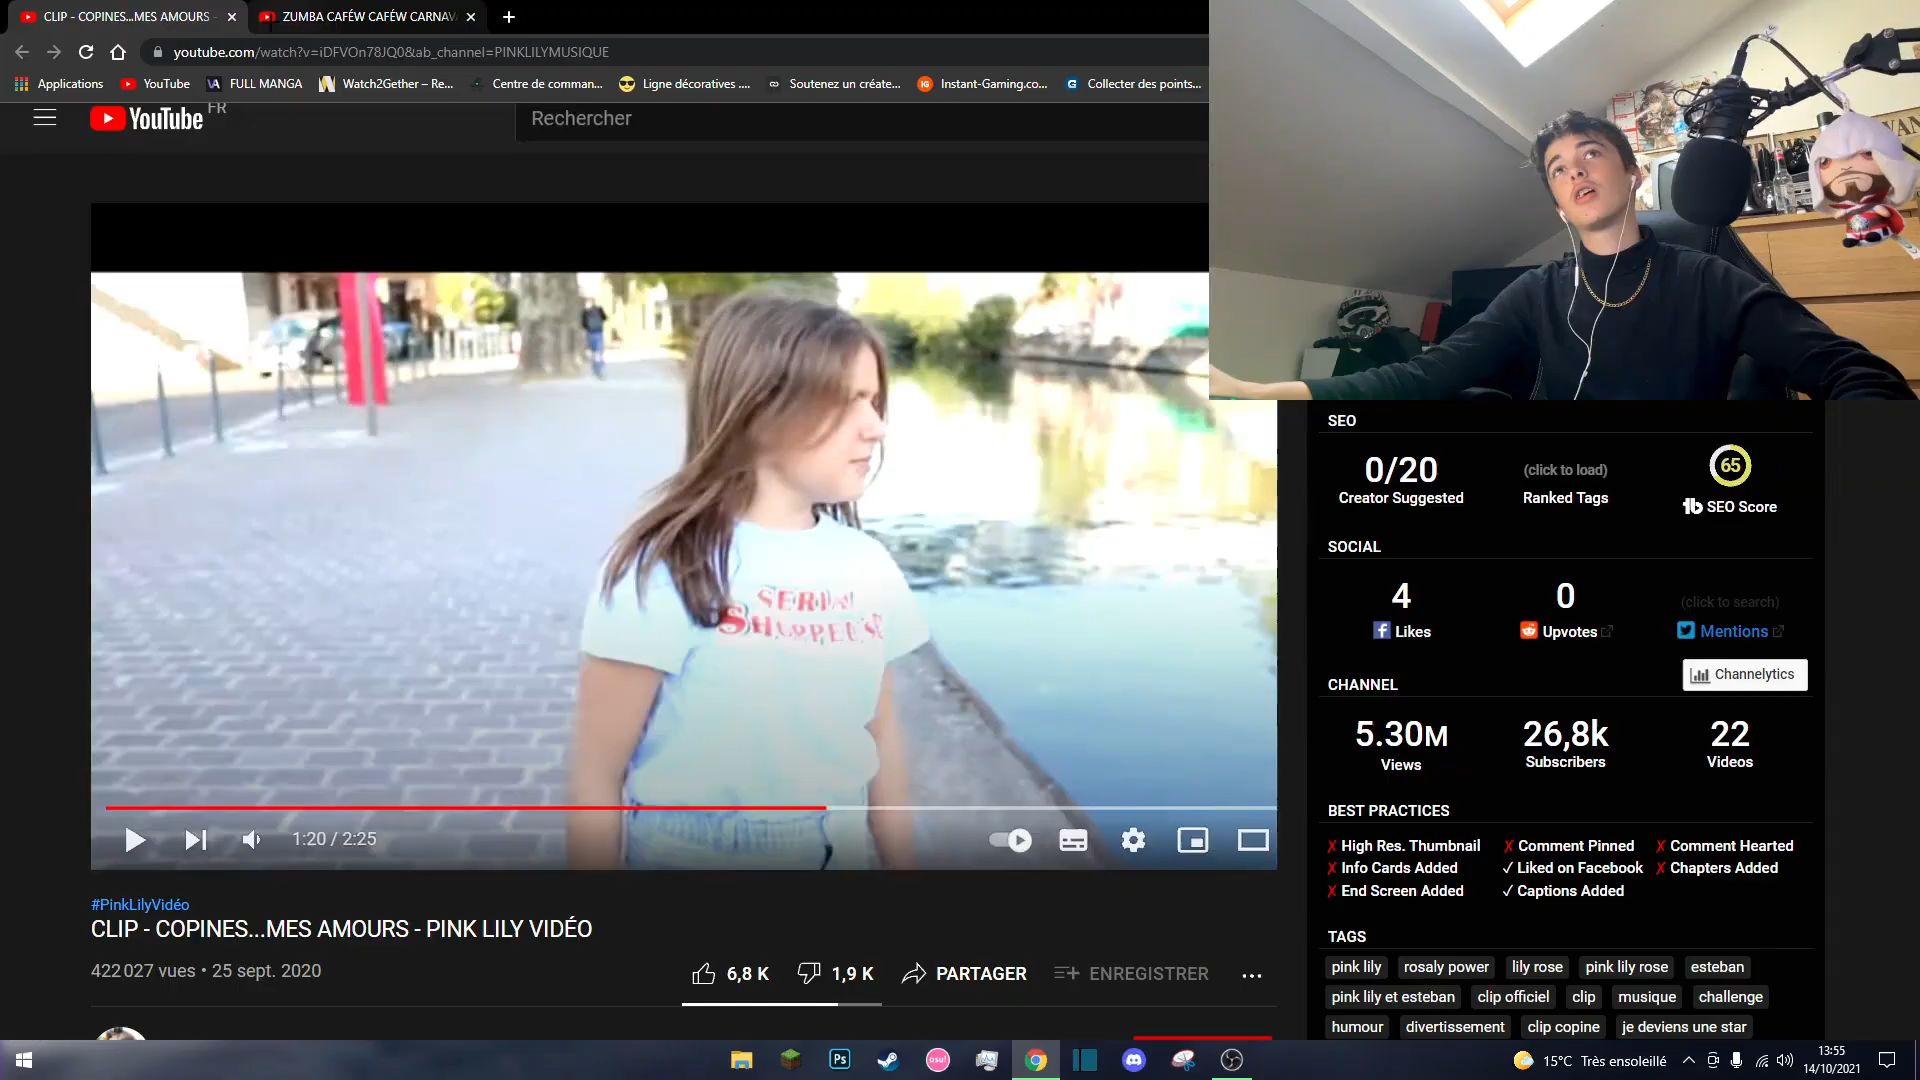 CLIP - COPINES...MES AMOURS -
ZUMBA CAFÉW CAFÉW CARNAV
youtube.com/watch?v=iDFVOn78JQ0&ab_channel=PINKLILYMUSIQUE
Applications
YouTube
FULL MANGA
Watch2Gether – Re...
Centre de comman...
Ligne décoratives ....
Soutenez un créate...
Instant-Gaming.co...
Collecter des points...
YouTube FR
Rechercher
SERIAL
SHOPPEUSE
1:20 / 2:25
#PinkLilyVidéo
CLIP - COPINES...MES AMOURS - PINK LILY VIDÉO
422 027 vues • 25 sept. 2020
6,8 K
1,9 K
PARTAGER
ENREGISTRER
SEO
0/20
Creator Suggested
(click to load)
Ranked Tags
65
SEO Score
SOCIAL
4
Likes
0
Upvotes
(click to search)
Mentions
Channelytics
CHANNEL
5.30M
Views
26,8k
Subscribers
22
Videos
BEST PRACTICES
✗ High Res. Thumbnail ✗ Comment Pinned ✗ Comment Hearted
✗ Info Cards Added ✓ Liked on Facebook ✗ Chapters Added
✗ End Screen Added ✓ Captions Added
TAGS
pink lily rosaly power lily rose pink lily rose esteban
pink lily et esteban clip officiel clip musique challenge
humour divertissement clip copine je deviens une star
Ps
osu!
15°C Très ensoleillé
13:55
14/10/2021